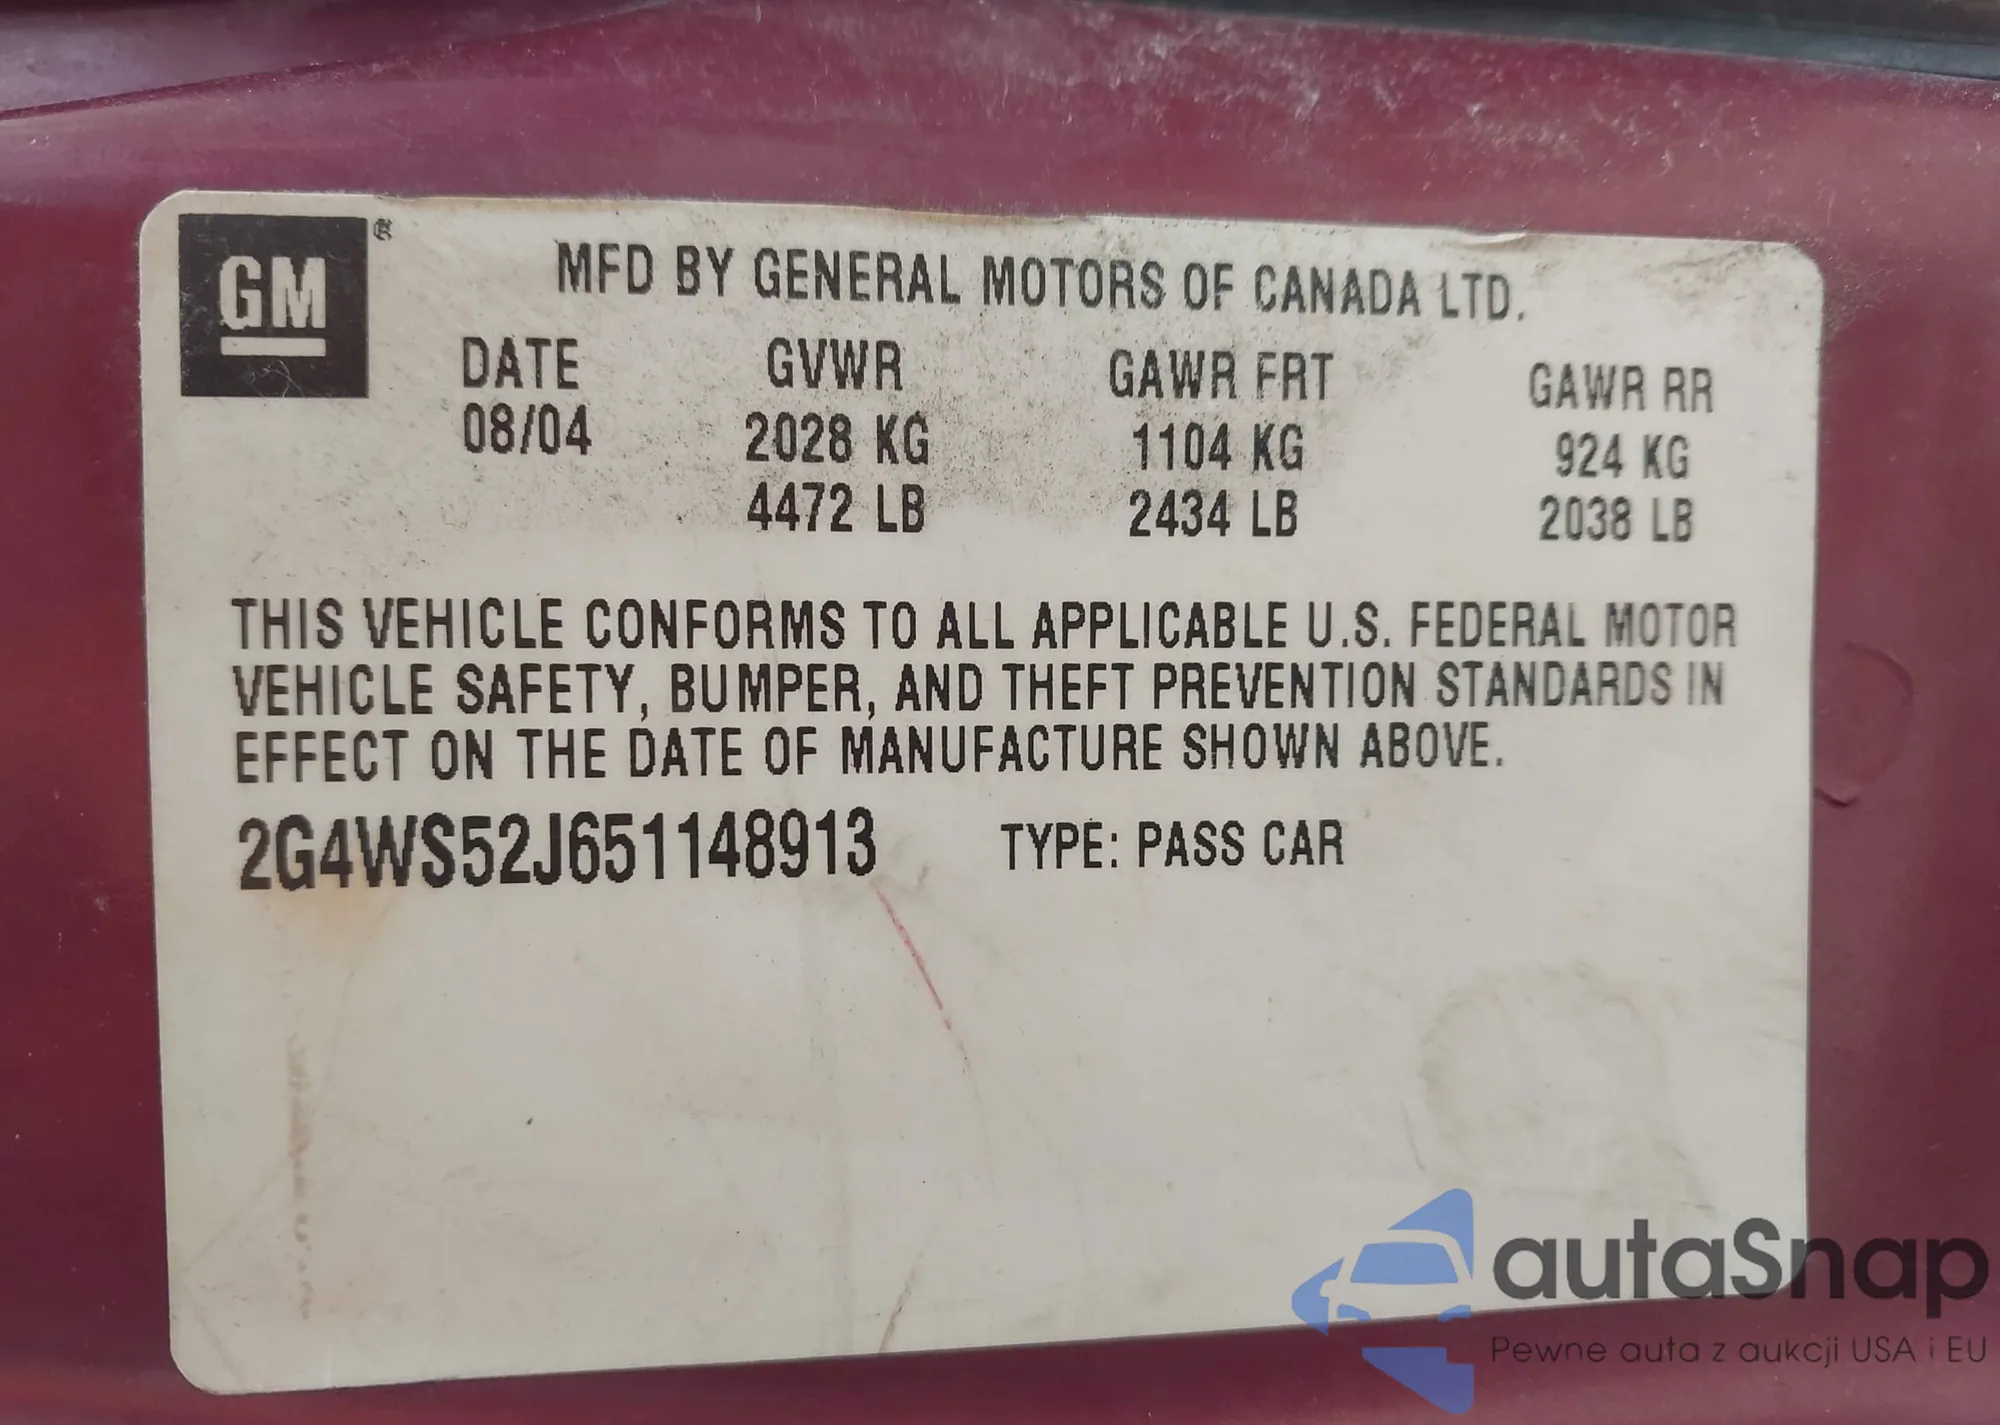 GM ®
MFD BY GENERAL MOTORS OF CANADA LTD.
DATE GVWR GAWR FRT GAWR RR
08/04 2028 KG 1104 KG 924 KG
4472 LB 2434 LB 2038 LB
THIS VEHICLE CONFORMS TO ALL APPLICABLE U.S. FEDERAL MOTOR
VEHICLE SAFETY, BUMPER, AND THEFT PREVENTION STANDARDS IN
EFFECT ON THE DATE OF MANUFACTURE SHOWN ABOVE.
2G4WS52J651148913 TYPE: PASS CAR
autaSnap
Pewne auta z aukcji USA i EU